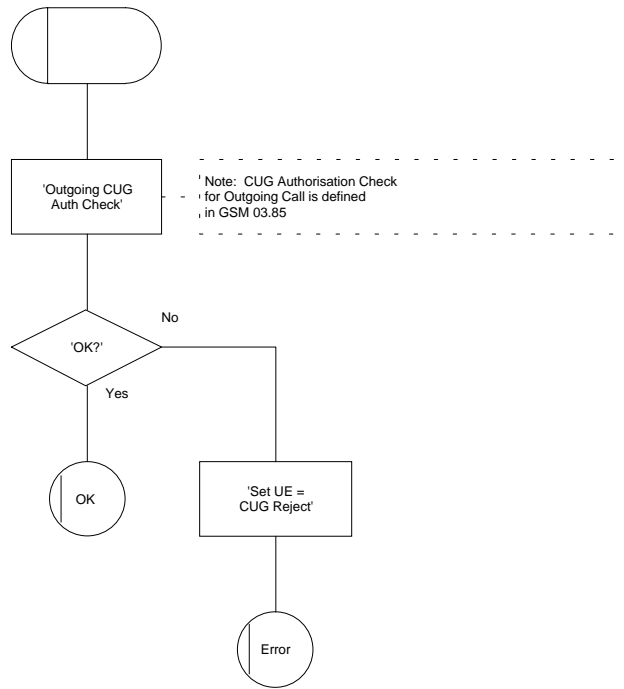 'Outgoing CUG
Auth Check'
Note: CUG Authorisation Check
for Outgoing Call is defined
in GSM 03.85
No
'OK?'
Yes
OK
'Set UE =
CUG Reject'
Error